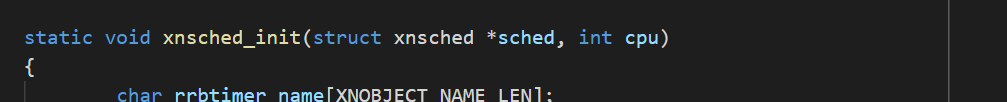 static void xnsched_init(struct xnsched *sched, int cpu)
{
char rrbtimer_name[XNOBJECT_NAME_LEN];